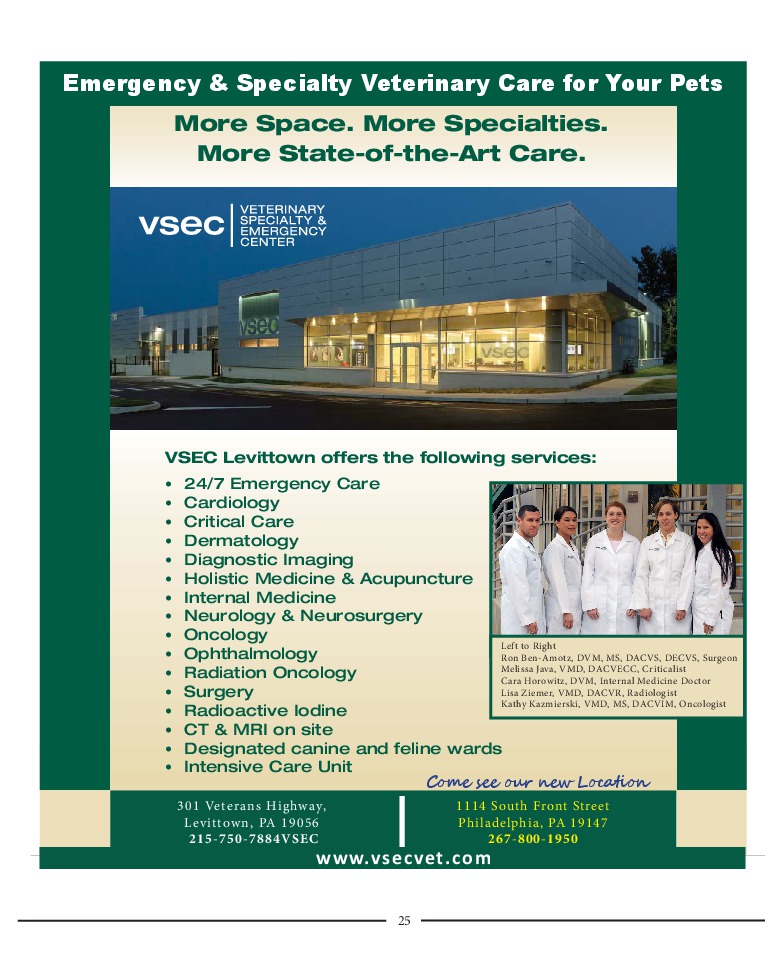 Emergency & Specialty Veterinary Care for Your Pets
More Space. More Specialties.
More State-of-the-Art Care.
vsec
VETERINARY
SPECIALTY &
EMERGENCY
CENTER
vsec
vsec
VSEC Levittown offers the following services:
• 24/7 Emergency Care
• Cardiology
• Critical Care
• Dermatology
• Diagnostic Imaging
• Holistic Medicine & Acupuncture
• Internal Medicine
• Neurology & Neurosurgery
• Oncology
• Ophthalmology
• Radiation Oncology
• Surgery
• Radioactive Iodine
• CT & MRI on site
• Designated canine and feline wards
• Intensive Care Unit
Left to Right
Ron Ben-Amotz, DVM, MS, DACVS, DECVS, Surgeon
Melissa Java, VMD, DACVECC, Criticalist
Cara Horowitz, DVM, Internal Medicine Doctor
Lisa Ziemer, VMD, DACVR, Radiologist
Kathy Kazmierski, VMD, MS, DACVIM, Oncologist
Come see our new Location
301 Veterans Highway,
Levittown, PA 19056
215-750-7884VSEC
1114 South Front Street
Philadelphia, PA 19147
267-800-1950
www.vsecvet.com
25